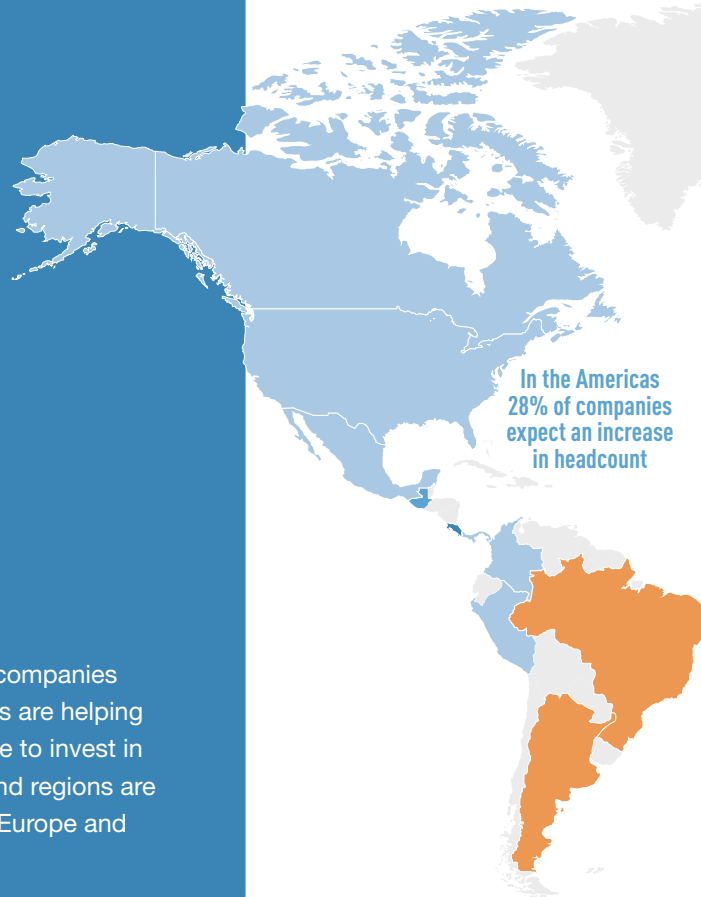 In the Americas
28% of companies
expect an increase
in headcount
companies
s are helping
e to invest in
nd regions are
Europe and